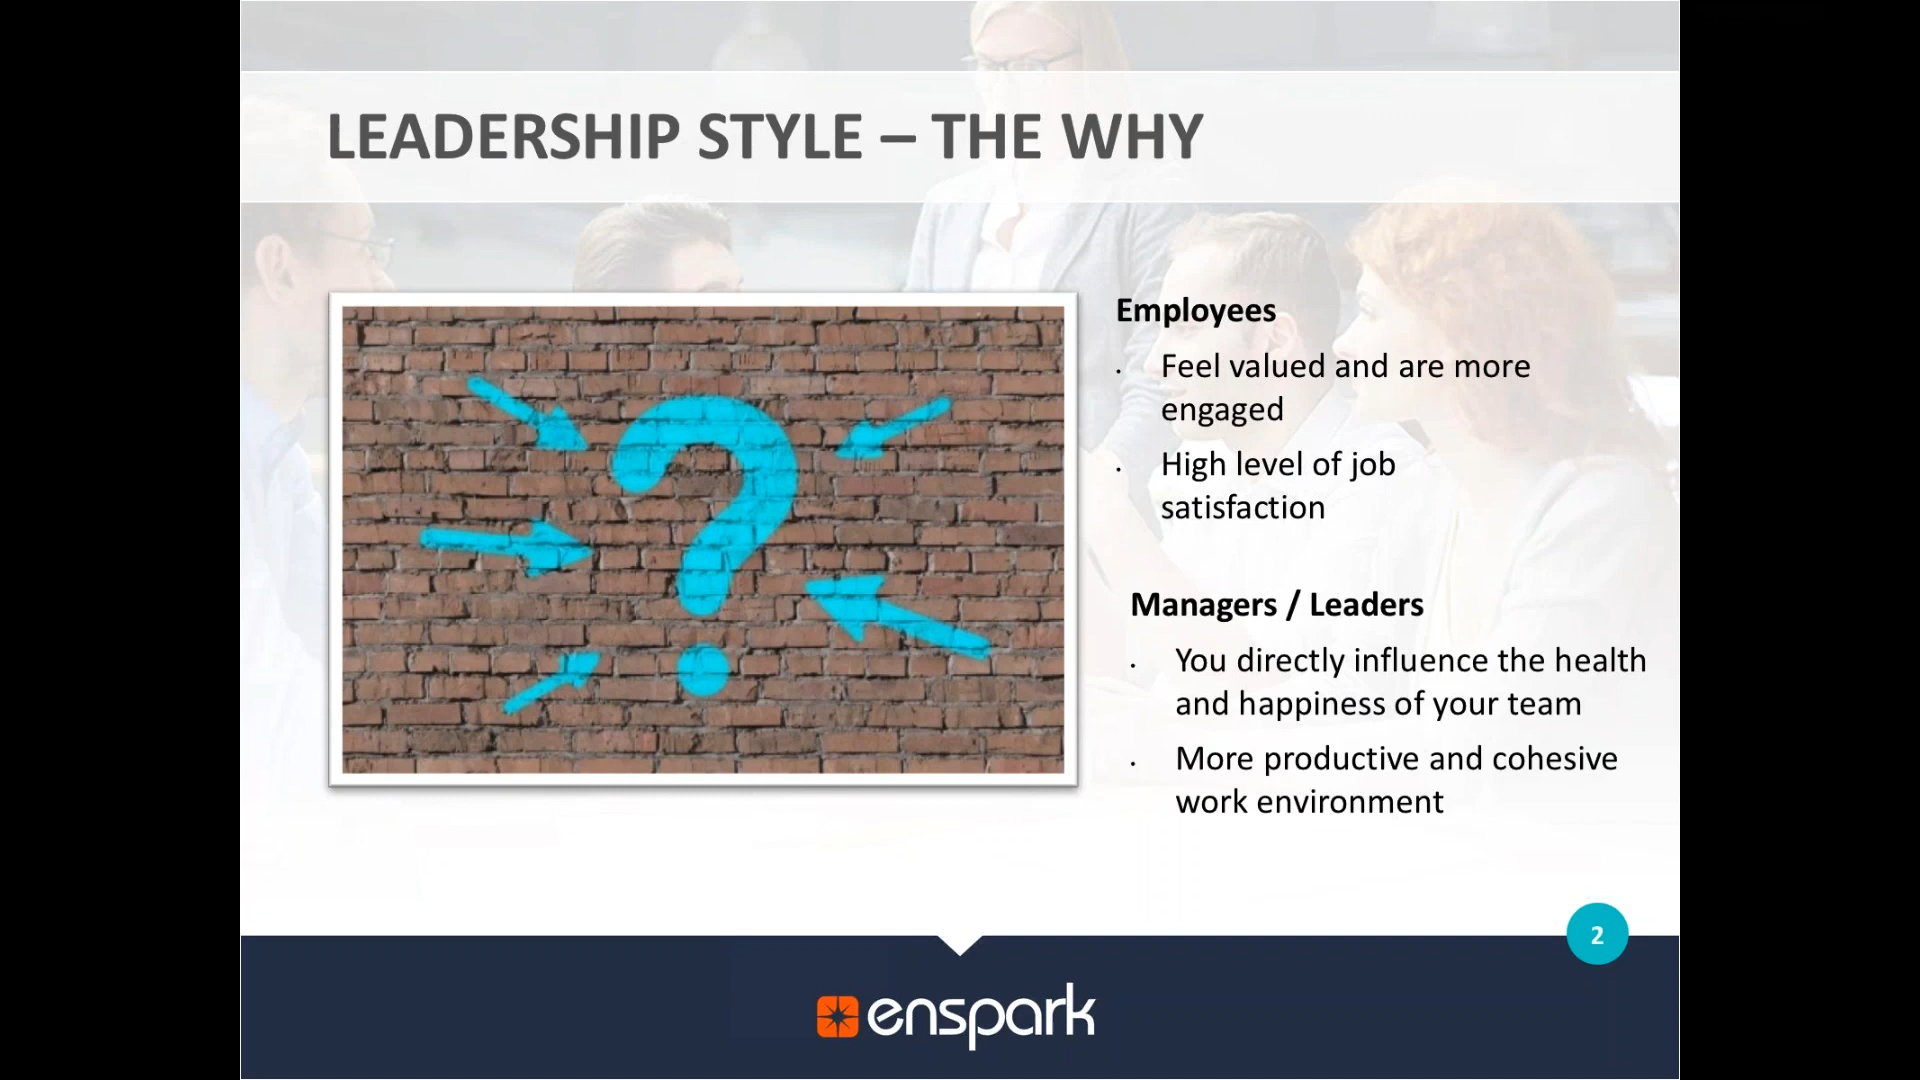 LEADERSHIP STYLE – THE WHY
Employees
• Feel valued and are more
engaged
• High level of job
satisfaction
Managers / Leaders
• You directly influence the health
and happiness of your team
• More productive and cohesive
work environment
2
enspark